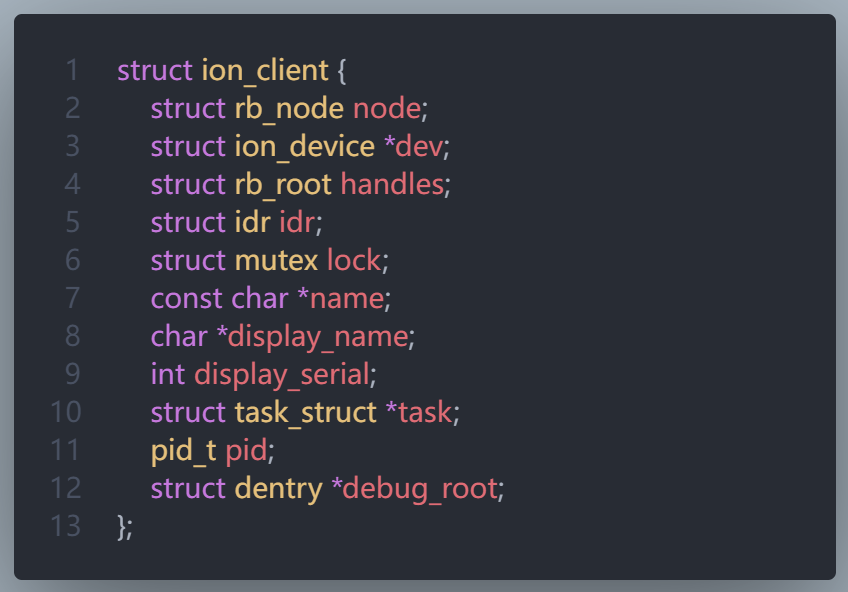 1 struct ion_client {
2 struct rb_node node;
3 struct ion_device *dev;
4 struct rb_root handles;
5 struct idr idr;
6 struct mutex lock;
7 const char *name;
8 char *display_name;
9 int display_serial;
10 struct task_struct *task;
11 pid_t pid;
12 struct dentry *debug_root;
13 };